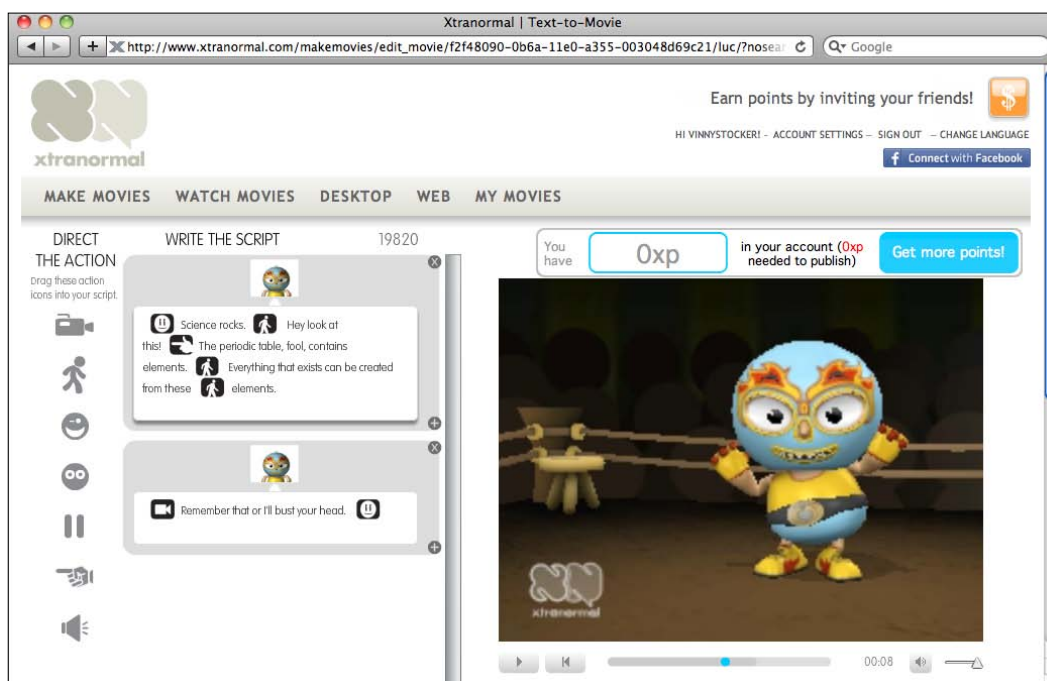 Xtranormal | Text-to-Movie
http://www.xtranormal.com/makemovies/edit_movie/f2f48090-0b6a-11e0-a355-003048d69c21/luc/?nosear
Google
xtranormal
Earn points by inviting your friends!
HI VINNYSTOCKER! - ACCOUNT SETTINGS – SIGN OUT – CHANGE LANGUAGE
f Connect with Facebook
MAKE MOVIES WATCH MOVIES DESKTOP WEB MY MOVIES
DIRECT
THE ACTION
Drag these action
icons into your script.
WRITE THE SCRIPT 19820
Science rocks. Hey look at
this! The periodic table, fool, contains
elements. Everything that exists can be created
from these elements.
Remember that or I'll bust your head.
You
have
0xp
in your account (0xp
needed to publish)
Get more points!
xtranormal
00:08